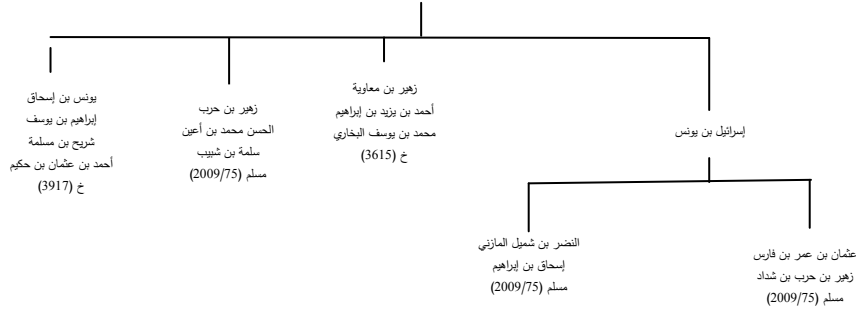 زهير بن معاوية
أحمد بن يزيد بن إبراهيم
محمد بن يوسف البخاري
خ (3615)
إسرائيل بن يونس
زهير بن حرب
الحسن محمد بن أعين
سلمة بن شبيب
مسلم (2009/75)
يونس بن إسحاق
إبراهيم بن يوسف
شريح بن مسلمة
أحمد بن عثمان بن حكيم
خ (3917)
عثمان بن عمر بن فارس
زهير بن حرب بن شداد
مسلم (2009/75)
النضر بن شميل المازني
إسحاق بن إبراهيم
مسلم (2009/75)